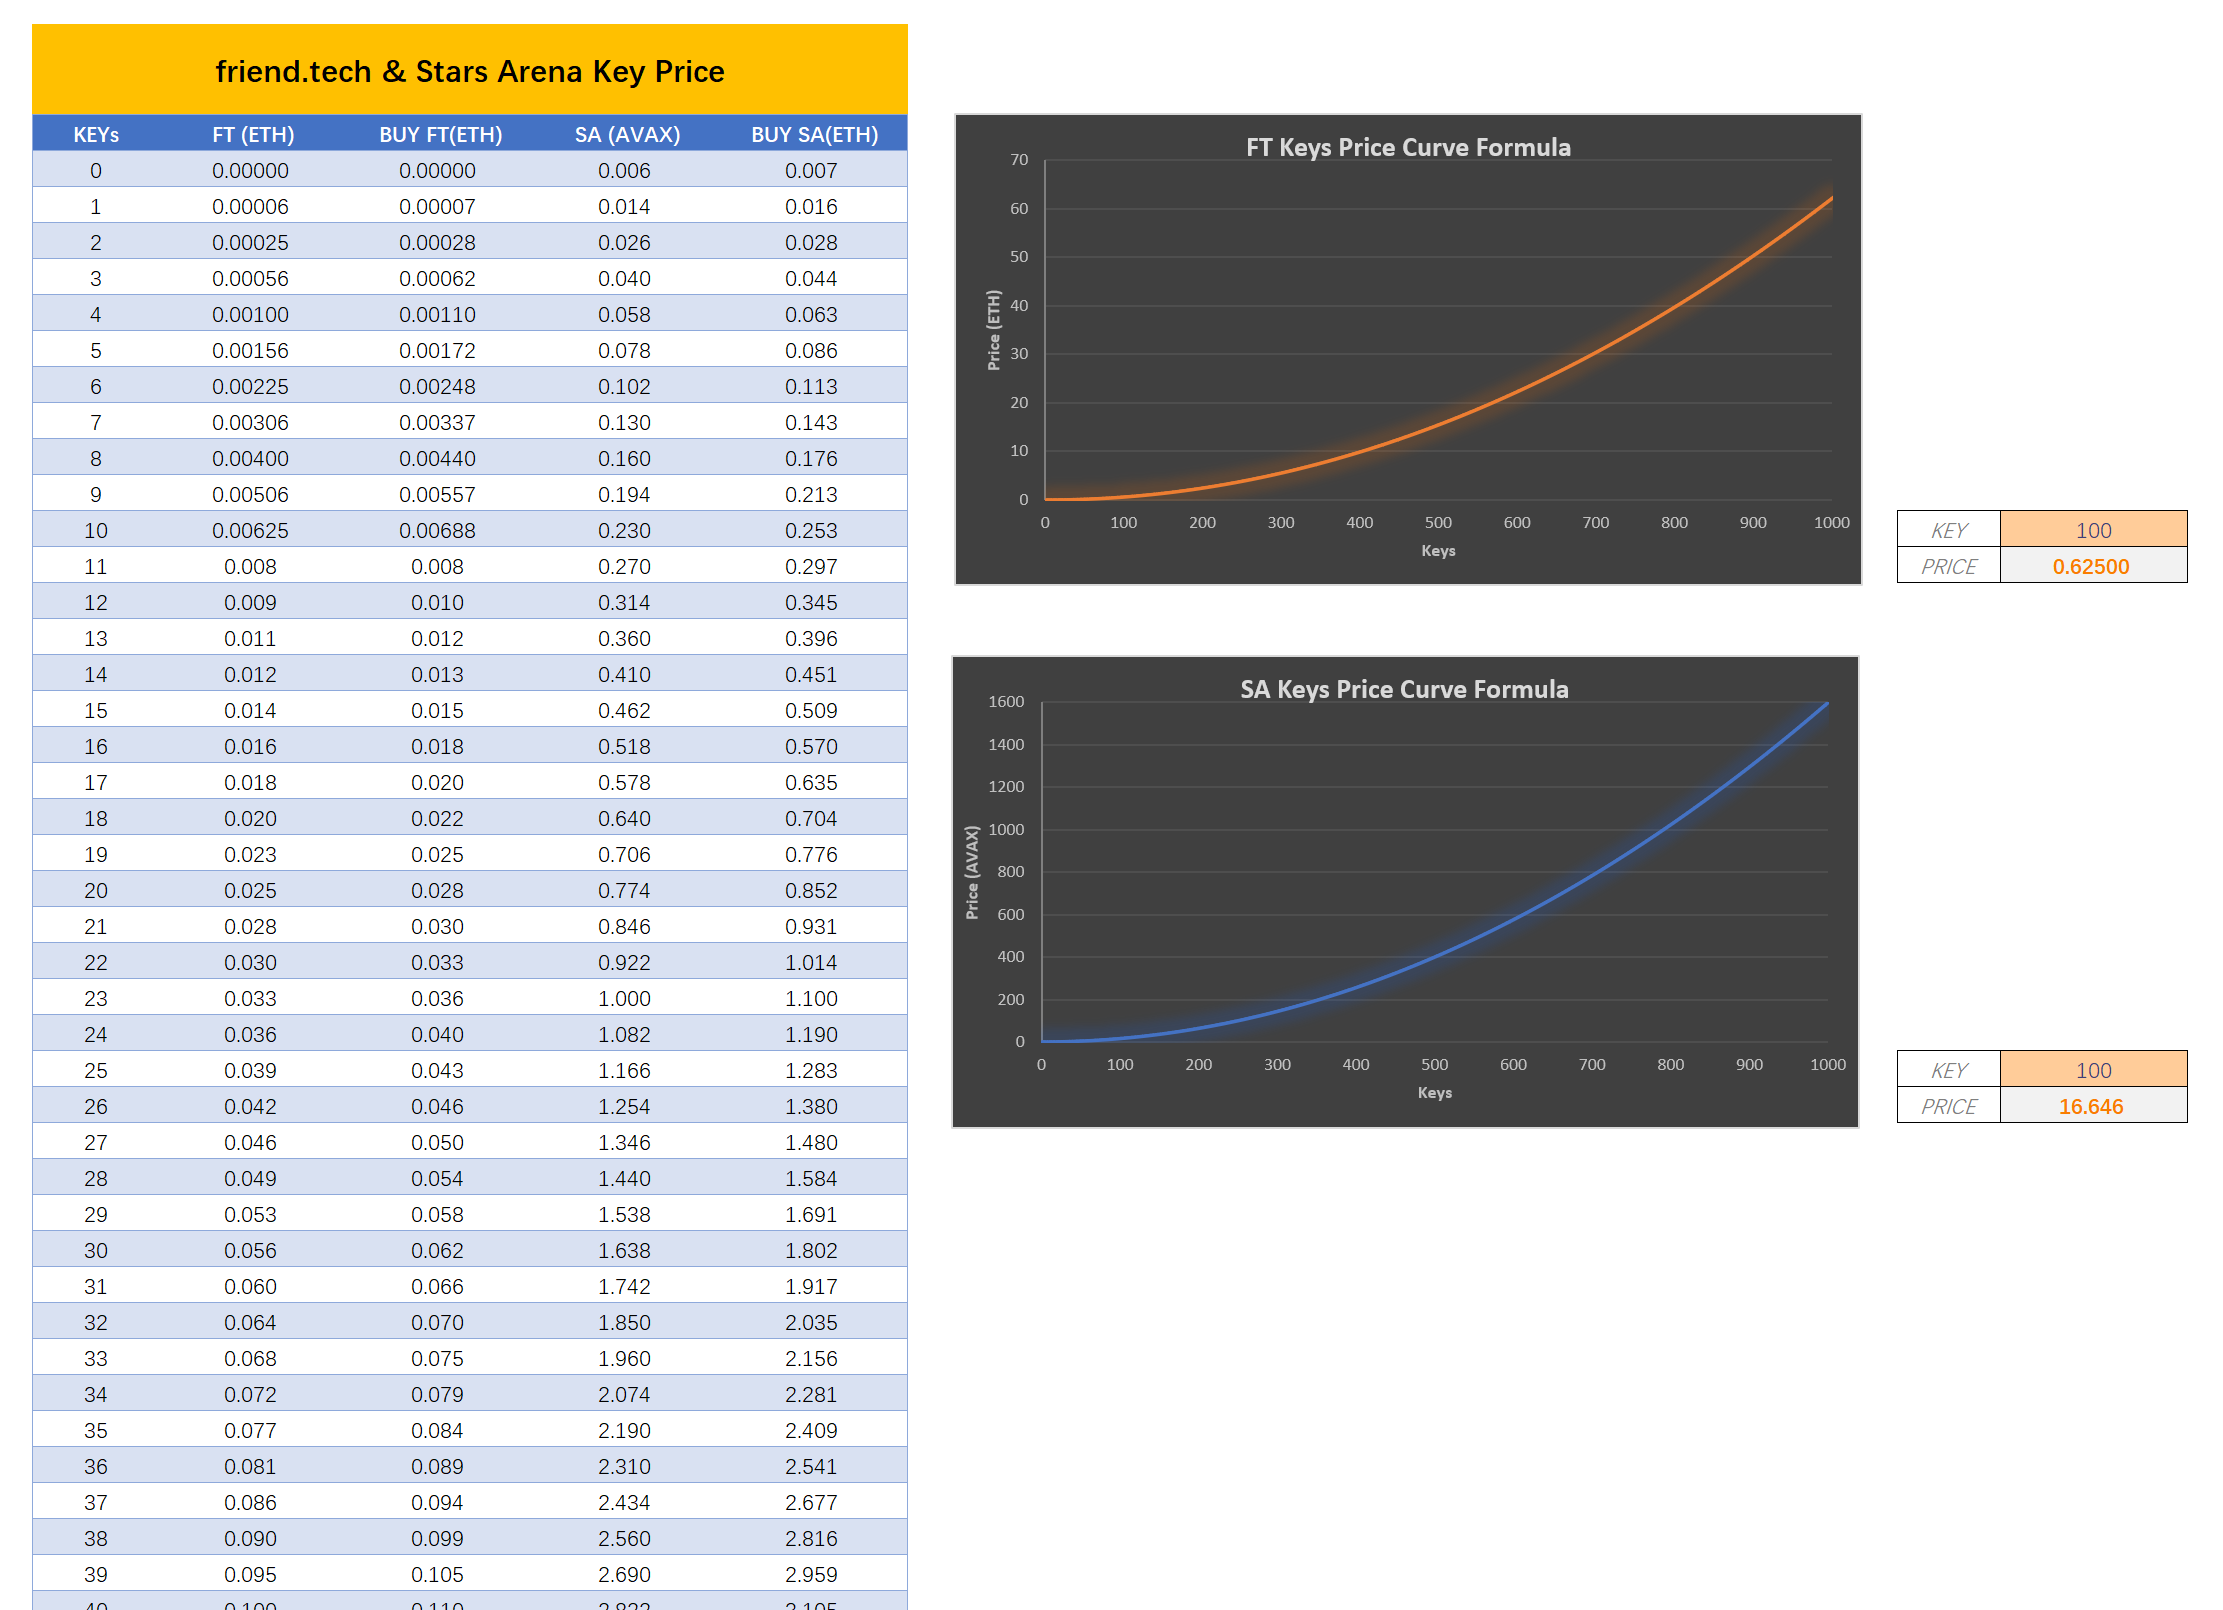 friend.tech & Stars Arena Key Price
KEYs FT (ETH) BUY FT(ETH) SA (AVAX) BUY SA(ETH)
0 0.00000 0.00000 0.006 0.007
1 0.00006 0.00007 0.014 0.016
2 0.00025 0.00028 0.026 0.028
3 0.00056 0.00062 0.040 0.044
4 0.00100 0.00110 0.058 0.063
5 0.00156 0.00172 0.078 0.086
6 0.00225 0.00248 0.102 0.113
7 0.00306 0.00337 0.130 0.143
8 0.00400 0.00440 0.160 0.176
9 0.00506 0.00557 0.194 0.213
10 0.00625 0.00688 0.230 0.253
11 0.008 0.008 0.270 0.297
12 0.009 0.010 0.314 0.345
13 0.011 0.012 0.360 0.396
14 0.012 0.013 0.410 0.451
15 0.014 0.015 0.462 0.509
16 0.016 0.018 0.518 0.570
17 0.018 0.020 0.578 0.635
18 0.020 0.022 0.640 0.704
19 0.023 0.025 0.706 0.776
20 0.025 0.028 0.774 0.852
21 0.028 0.030 0.846 0.931
22 0.030 0.033 0.922 1.014
23 0.033 0.036 1.000 1.100
24 0.036 0.040 1.082 1.190
25 0.039 0.043 1.166 1.283
26 0.042 0.046 1.254 1.380
27 0.046 0.050 1.346 1.480
28 0.049 0.054 1.440 1.584
29 0.053 0.058 1.538 1.691
30 0.056 0.062 1.638 1.802
31 0.060 0.066 1.742 1.917
32 0.064 0.070 1.850 2.035
33 0.068 0.075 1.960 2.156
34 0.072 0.079 2.074 2.281
35 0.077 0.084 2.190 2.409
36 0.081 0.089 2.310 2.541
37 0.086 0.094 2.434 2.677
38 0.090 0.099 2.560 2.816
39 0.095 0.105 2.690 2.959
FT Keys Price Curve Formula
70
60
50
40
30
20
10
0
Price (ETH)
0 100 200 300 400 500 600 700 800 900 1000
Keys
KEY 100
PRICE 0.62500
SA Keys Price Curve Formula
1600
1400
1200
1000
800
600
400
200
0
Price (AVAX)
0 100 200 300 400 500 600 700 800 900 1000
Keys
KEY 100
PRICE 16.646